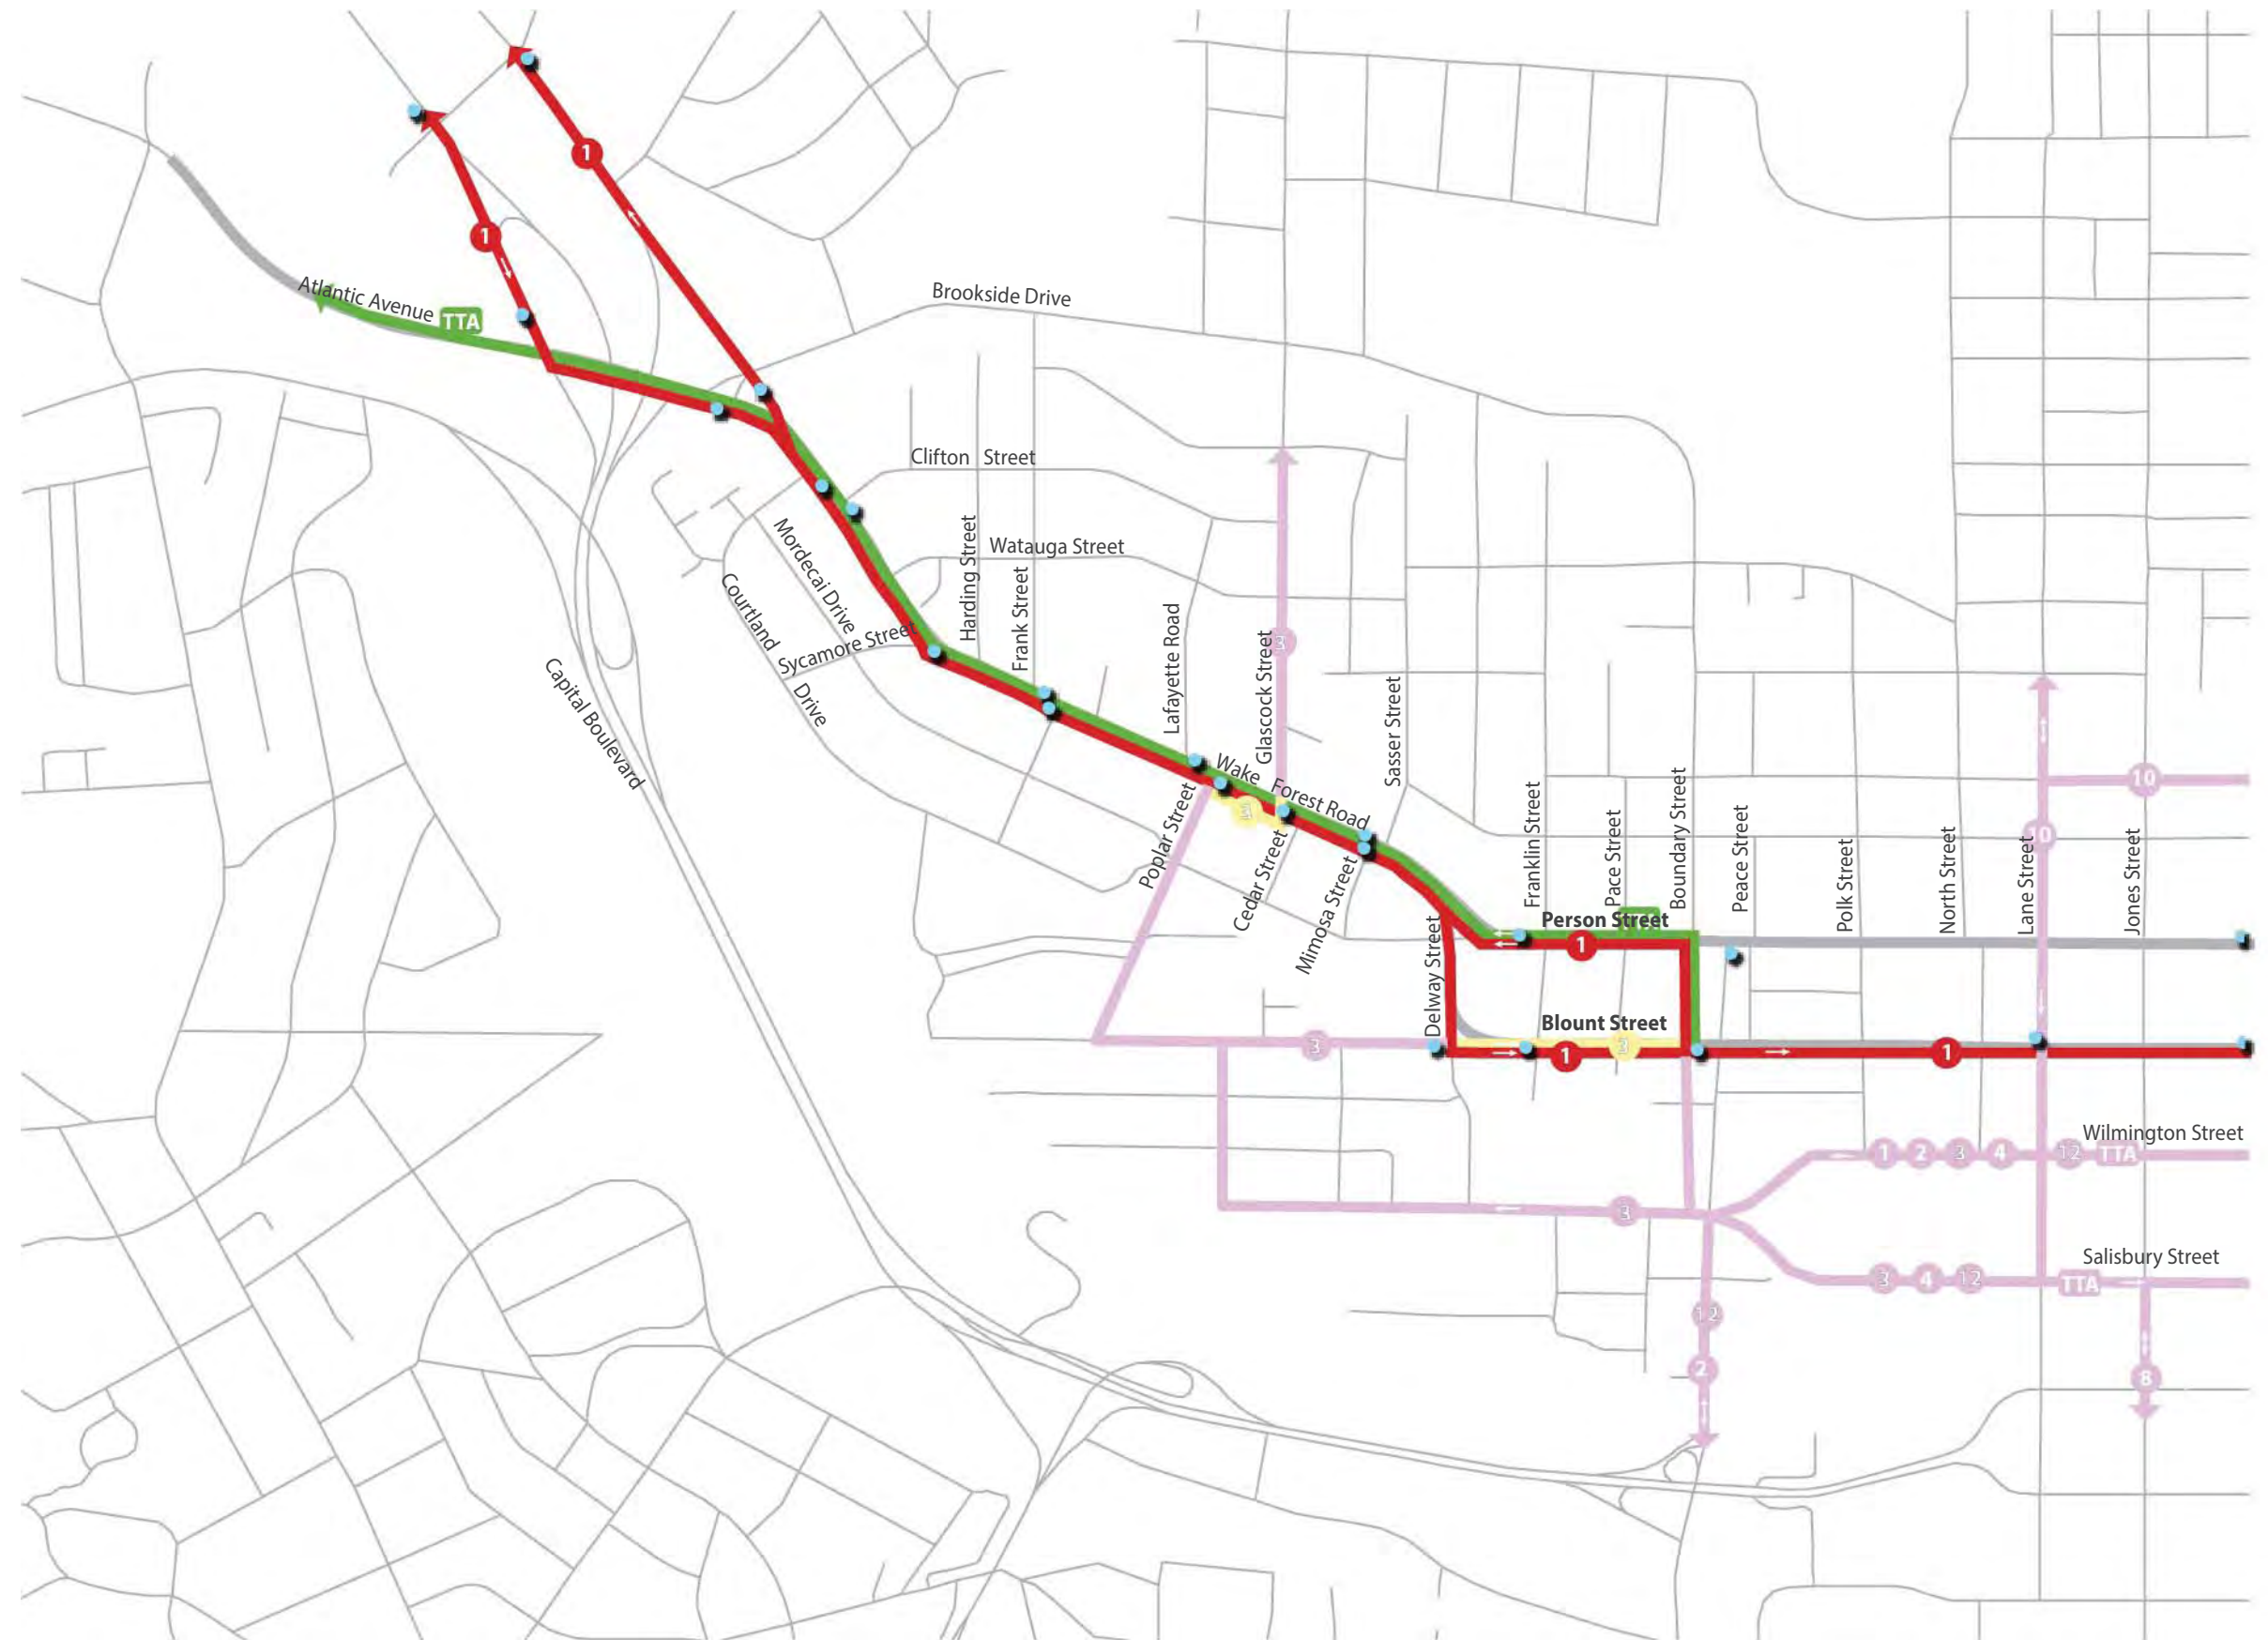 1
1
Atlantic Avenue
TTA
Brookside Drive
Clifton Street
Watauga Street
Harding Street
Frank Street
Mordecai Drive
Courtland
Drive
Sycamore Street
Capital Boulevard
Lafayette Road
Glascock Street
3
Sasser Street
Wake Forest Road
3
Poplar Street
Cedar Street
Mimosa Street
Delway Street
Franklin Street
Pace Street
Boundary Street
Peace Street
Polk Street
North Street
Lane Street
Jones Street
10
10
Person Street
1
Blount Street
3
3
1
1
Wilmington Street
1 2 3 4 12 TTA
3
Salisbury Street
3 4 12 TTA
12
2
8